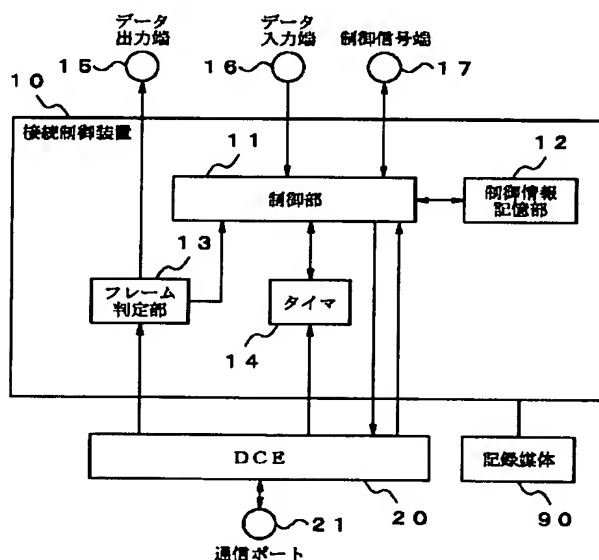 データ
出力端
15
データ
入力端
16
制御信号端
17
10
接続制御装置
11
制御部
12
制御情報
記憶部
13
フレーム
判定部
タイマ
14
DCE
20
記録媒体
90
21
通信ポート